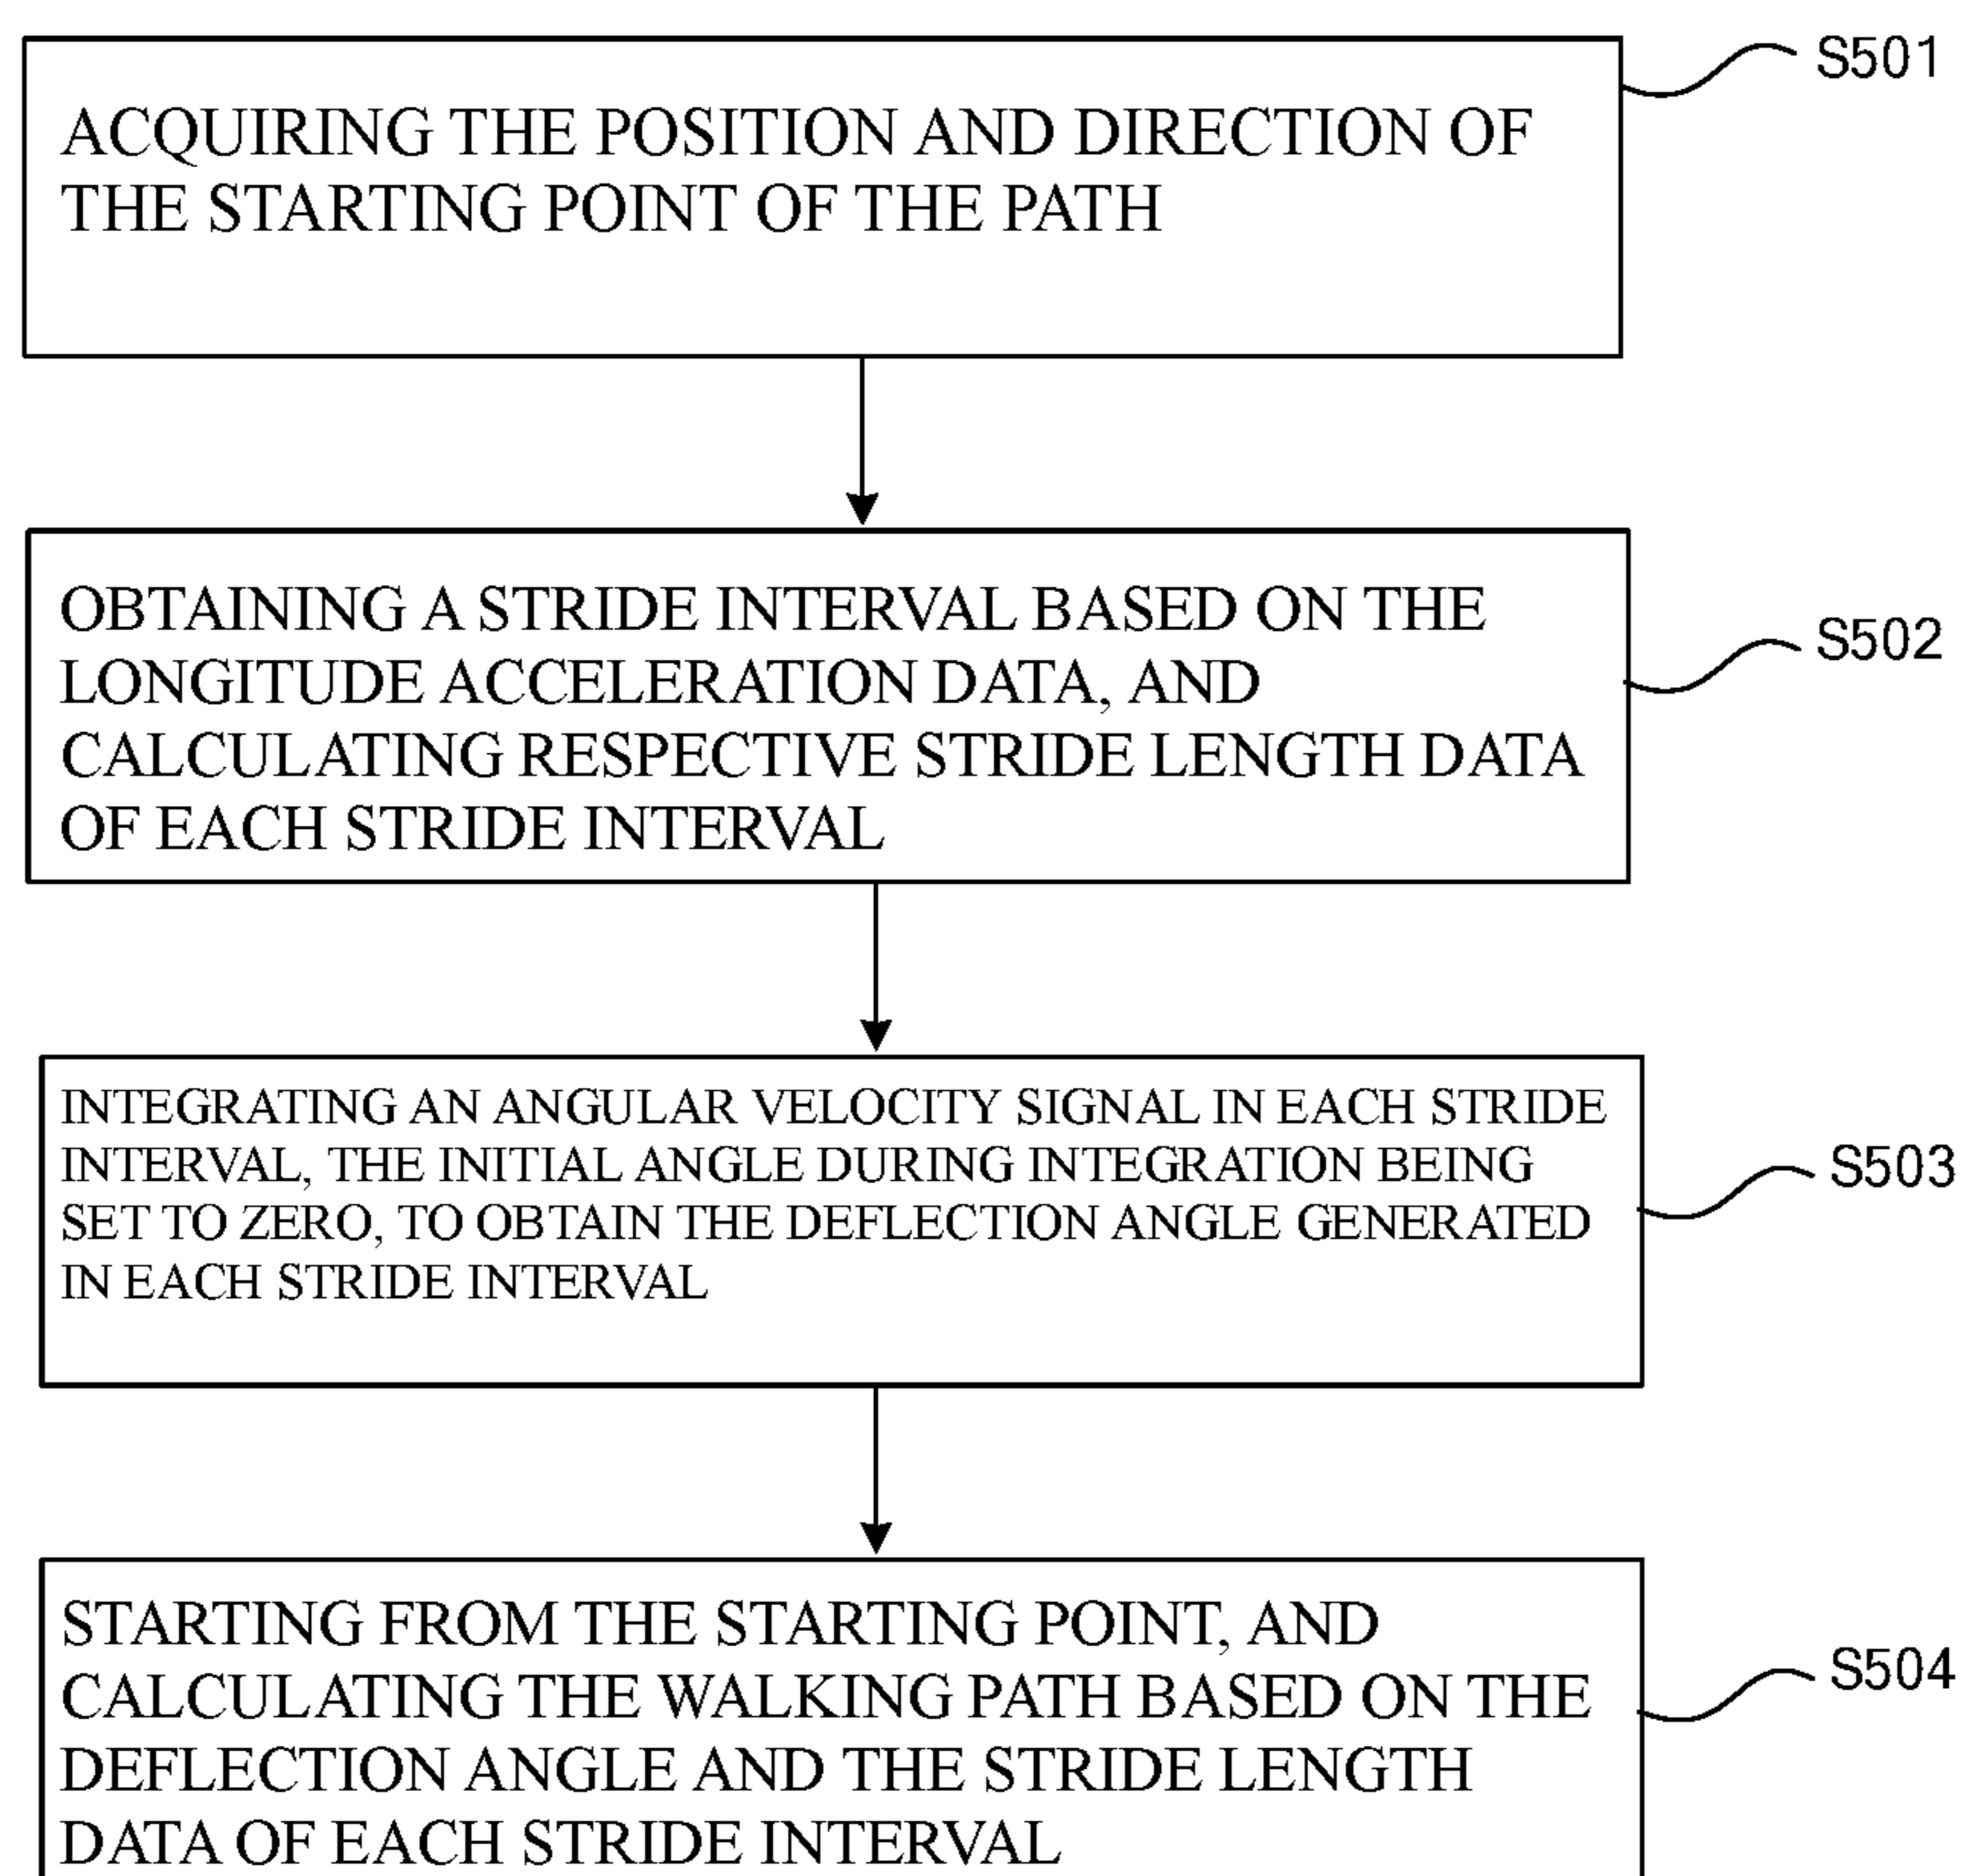 S501
ACQUIRING THE POSITION AND DIRECTION OF
THE STARTING POINT OF THE PATH
OBTAINING A STRIDE INTERVAL BASED ON THE
LONGITUDE ACCELERATION DATA, AND
CALCULATING RESPECTIVE STRIDE LENGTH DATA
OF EACH STRIDE INTERVAL
S502
INTEGRATING AN ANGULAR VELOCITY SIGNAL IN EACH STRIDE
INTERVAL, THE INITIAL ANGLE DURING INTEGRATION BEING
SET TO ZERO, TO OBTAIN THE DEFLECTION ANGLE GENERATED
IN EACH STRIDE INTERVAL
S503
STARTING FROM THE STARTING POINT, AND
CALCULATING THE WALKING PATH BASED ON THE
DEFLECTION ANGLE AND THE STRIDE LENGTH
DATA OF EACH STRIDE INTERVAL
S504